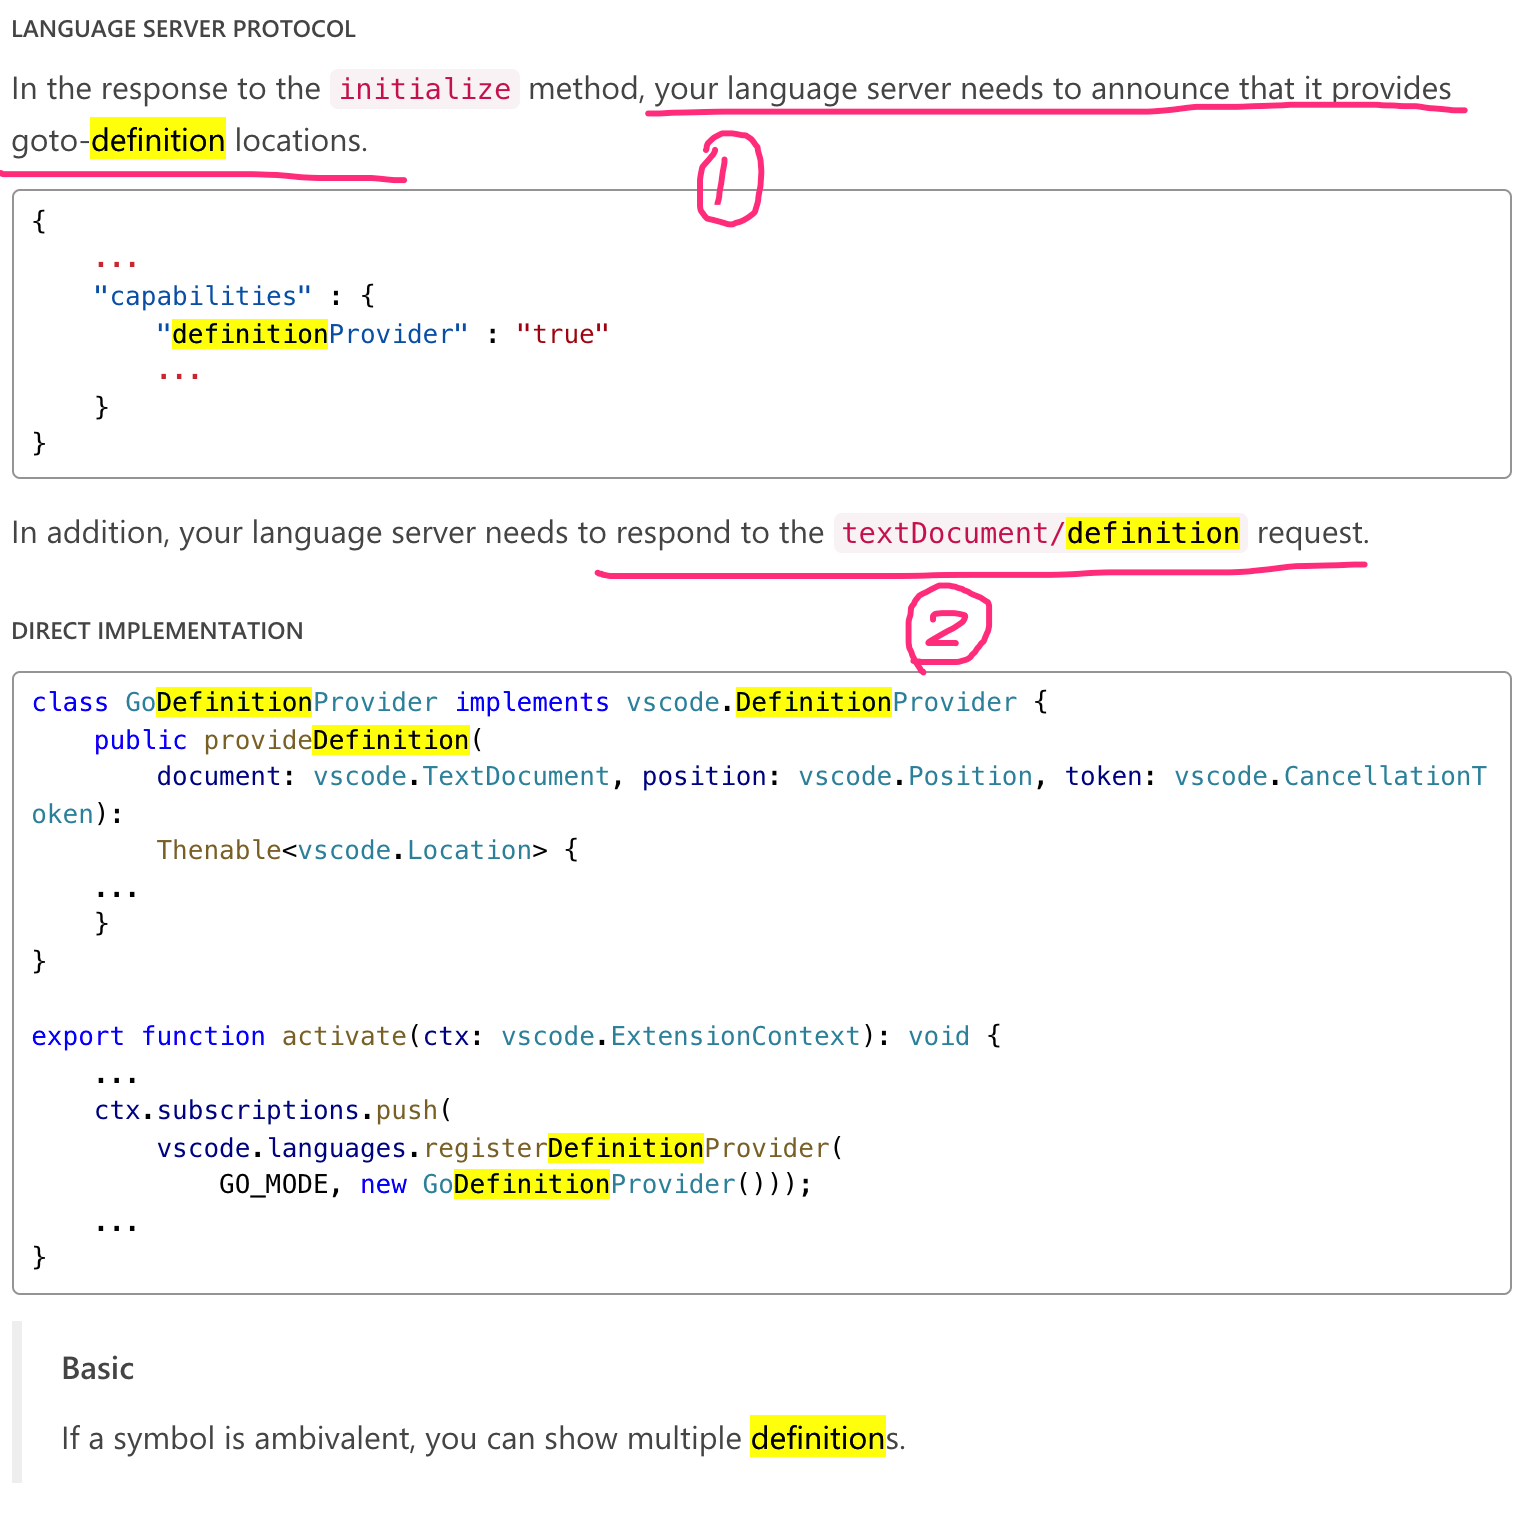 LANGUAGE SERVER PROTOCOL
In the response to the initialize method, your language server needs to announce that it provides
goto-definition locations.
1
{
    ...
    "capabilities" : {
        "definitionProvider" : "true"
        ...
    }
}
In addition, your language server needs to respond to the textDocument/definition request.
2
DIRECT IMPLEMENTATION
class GoDefinitionProvider implements vscode.DefinitionProvider {
    public provideDefinition(
        document: vscode.TextDocument, position: vscode.Position, token: vscode.CancellationT
oken):
        Thenable<vscode.Location> {
    ...
    }
}
export function activate(ctx: vscode.ExtensionContext): void {
    ...
    ctx.subscriptions.push(
        vscode.languages.registerDefinitionProvider(
            GO_MODE, new GoDefinitionProvider()));
    ...
}
Basic
If a symbol is ambivalent, you can show multiple definitions.